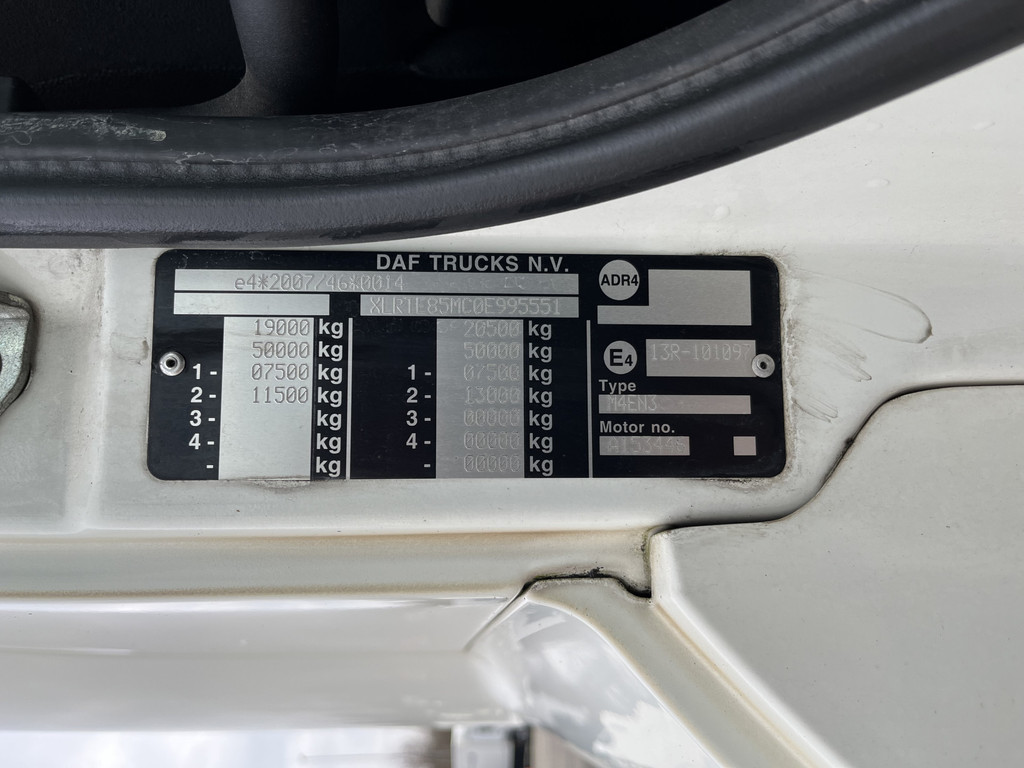 DAF TRUCKS N.V.
e4*2007/46*0014
XLR1F85MC0E995551
19000 kg
50000 kg
1- 07500 kg
2- 11500 kg
3- kg
4- kg
- kg
20500 kg
50000 kg
1- 07500 kg
2- 13000 kg
3- 00000 kg
4- 00000 kg
- 00000 kg
ADR4
E4 13R-101097
Type
M4EN3
Motor no.